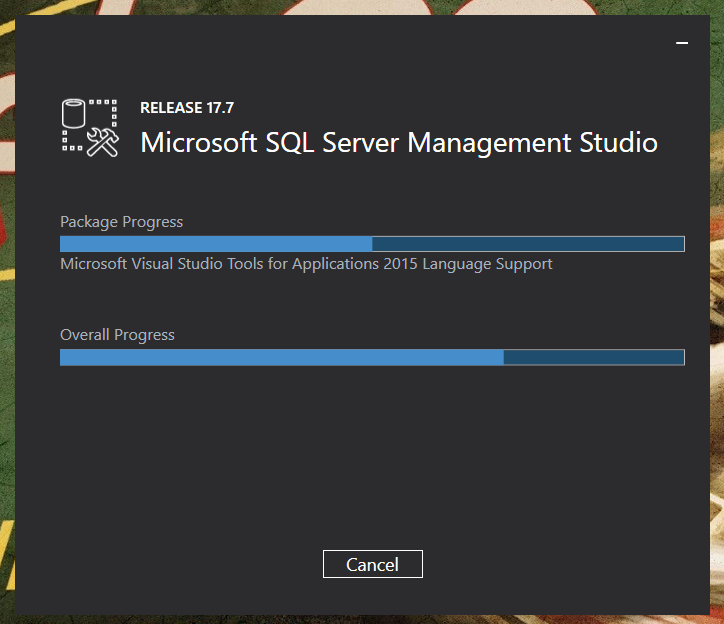 RELEASE 17.7
Microsoft SQL Server Management Studio
Package Progress
Microsoft Visual Studio Tools for Applications 2015 Language Support
Overall Progress
Cancel